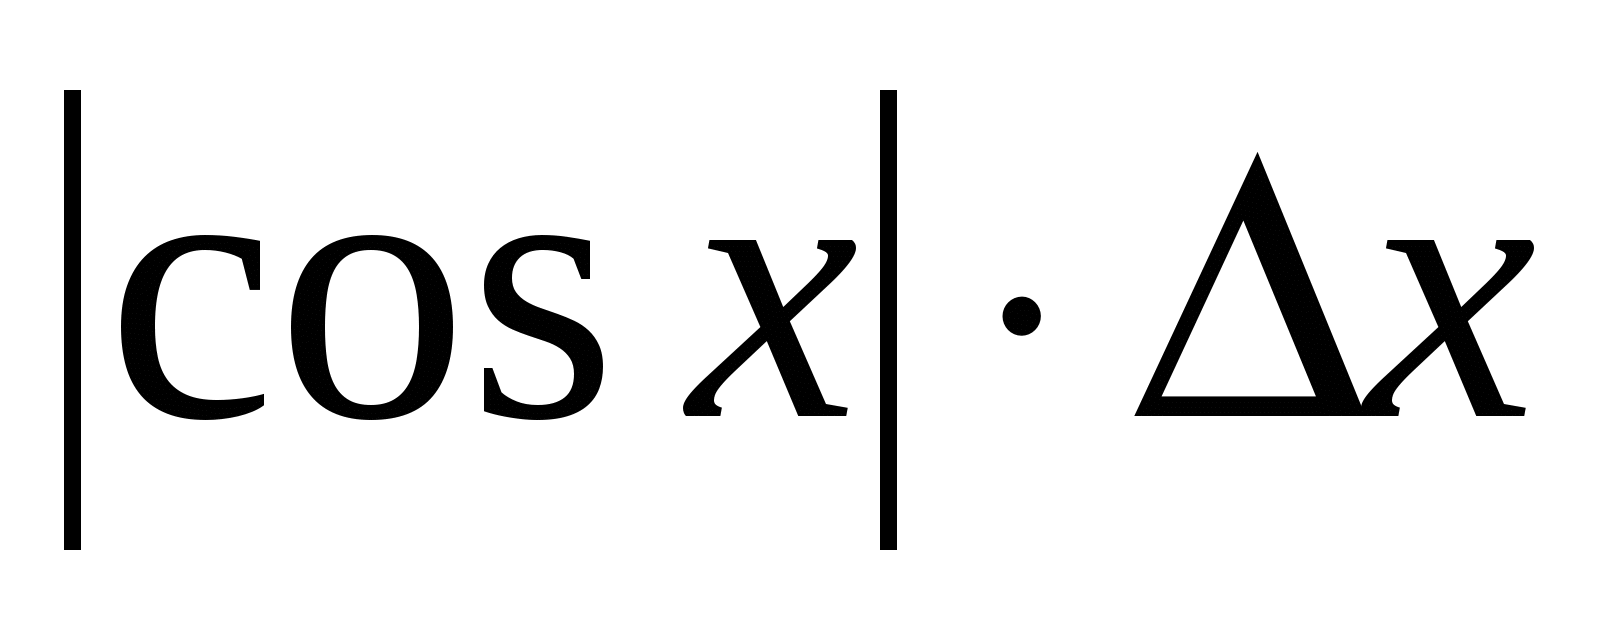 |cos x| · Δx